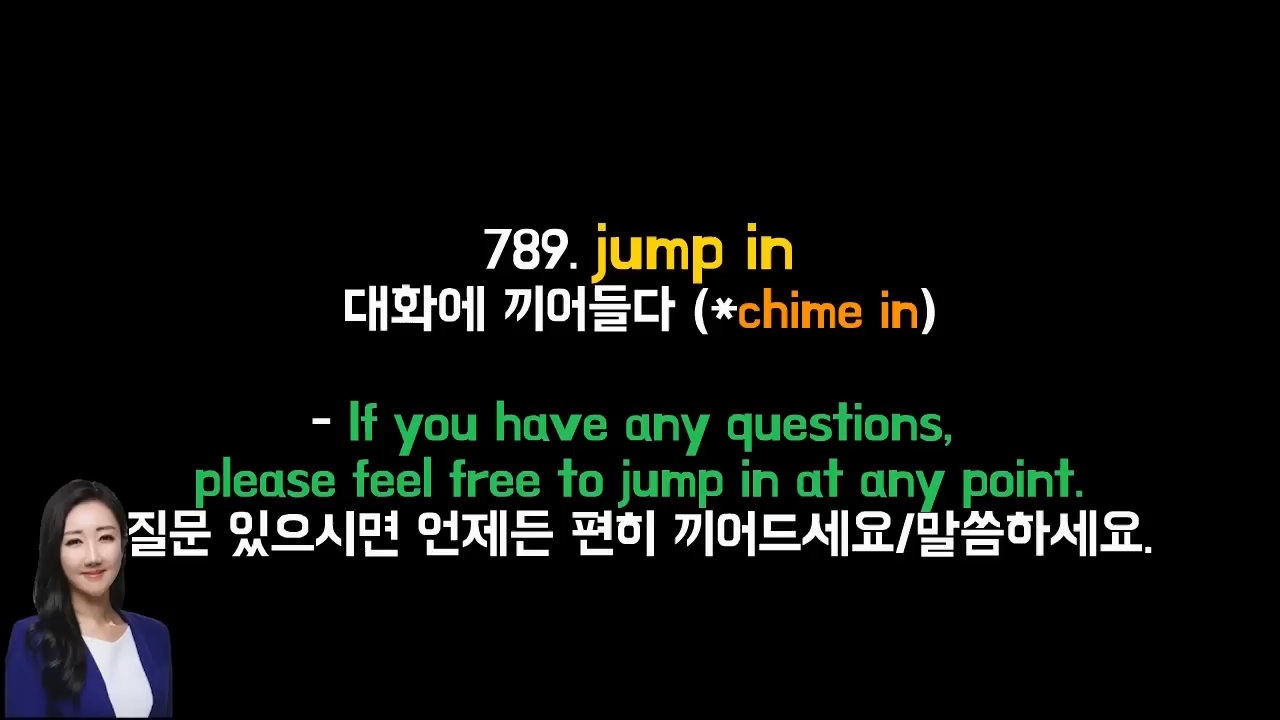 789. jump in
대화에 끼어들다 (*chime in)
- If you have any questions,
please feel free to jump in at any point.
질문 있으시면 언제든 편히 끼어드세요/말씀하세요.